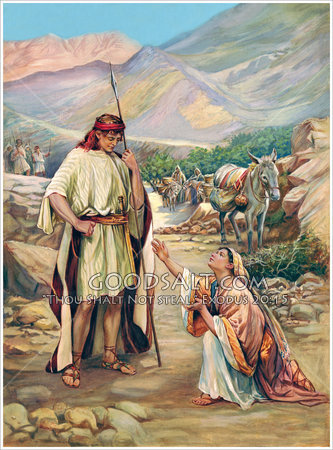 GOODSALT.COM
"THOU SHALT NOT STEAL" EXODUS 20:15